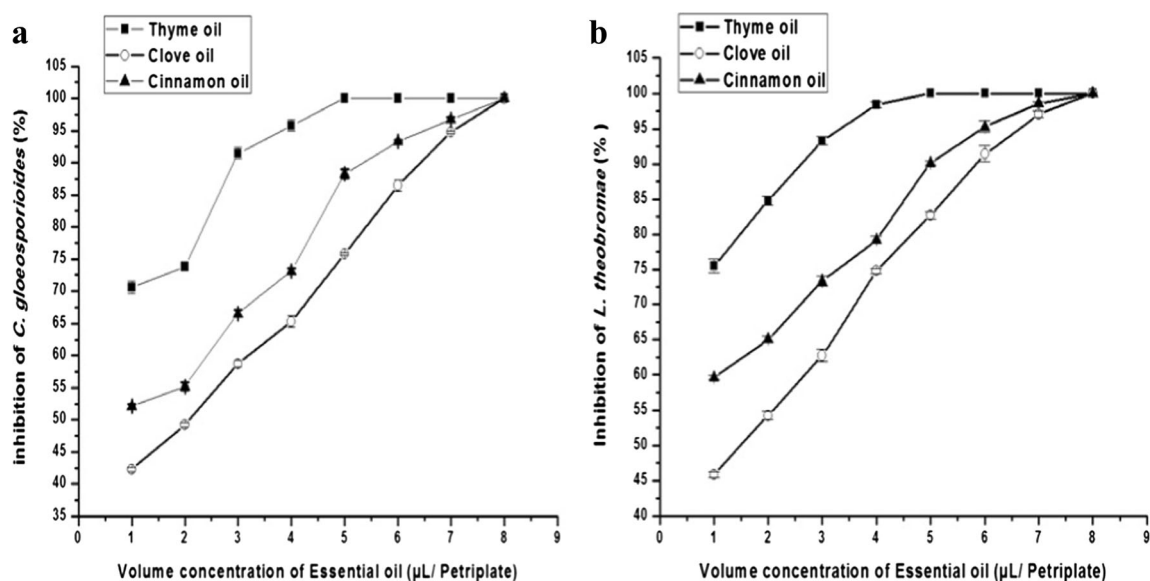 a
Thyme oil
Clove oil
Cinnamon oil
inhibition of C. gloeosporioides (%)
105
100
95
90
85
80
75
70
65
60
55
50
45
40
35
0 1 2 3 4 5 6 7 8 9
Volume concentration of Essential oil (µL/ Petriplate)
b
Thyme oil
Clove oil
Cinnamon oil
Inhibition of L. theobromae (% )
105
100
95
90
85
80
75
70
65
60
55
50
45
40
0 1 2 3 4 5 6 7 8 9
Volume concentration of Essential oil (µL/ Petriplate)